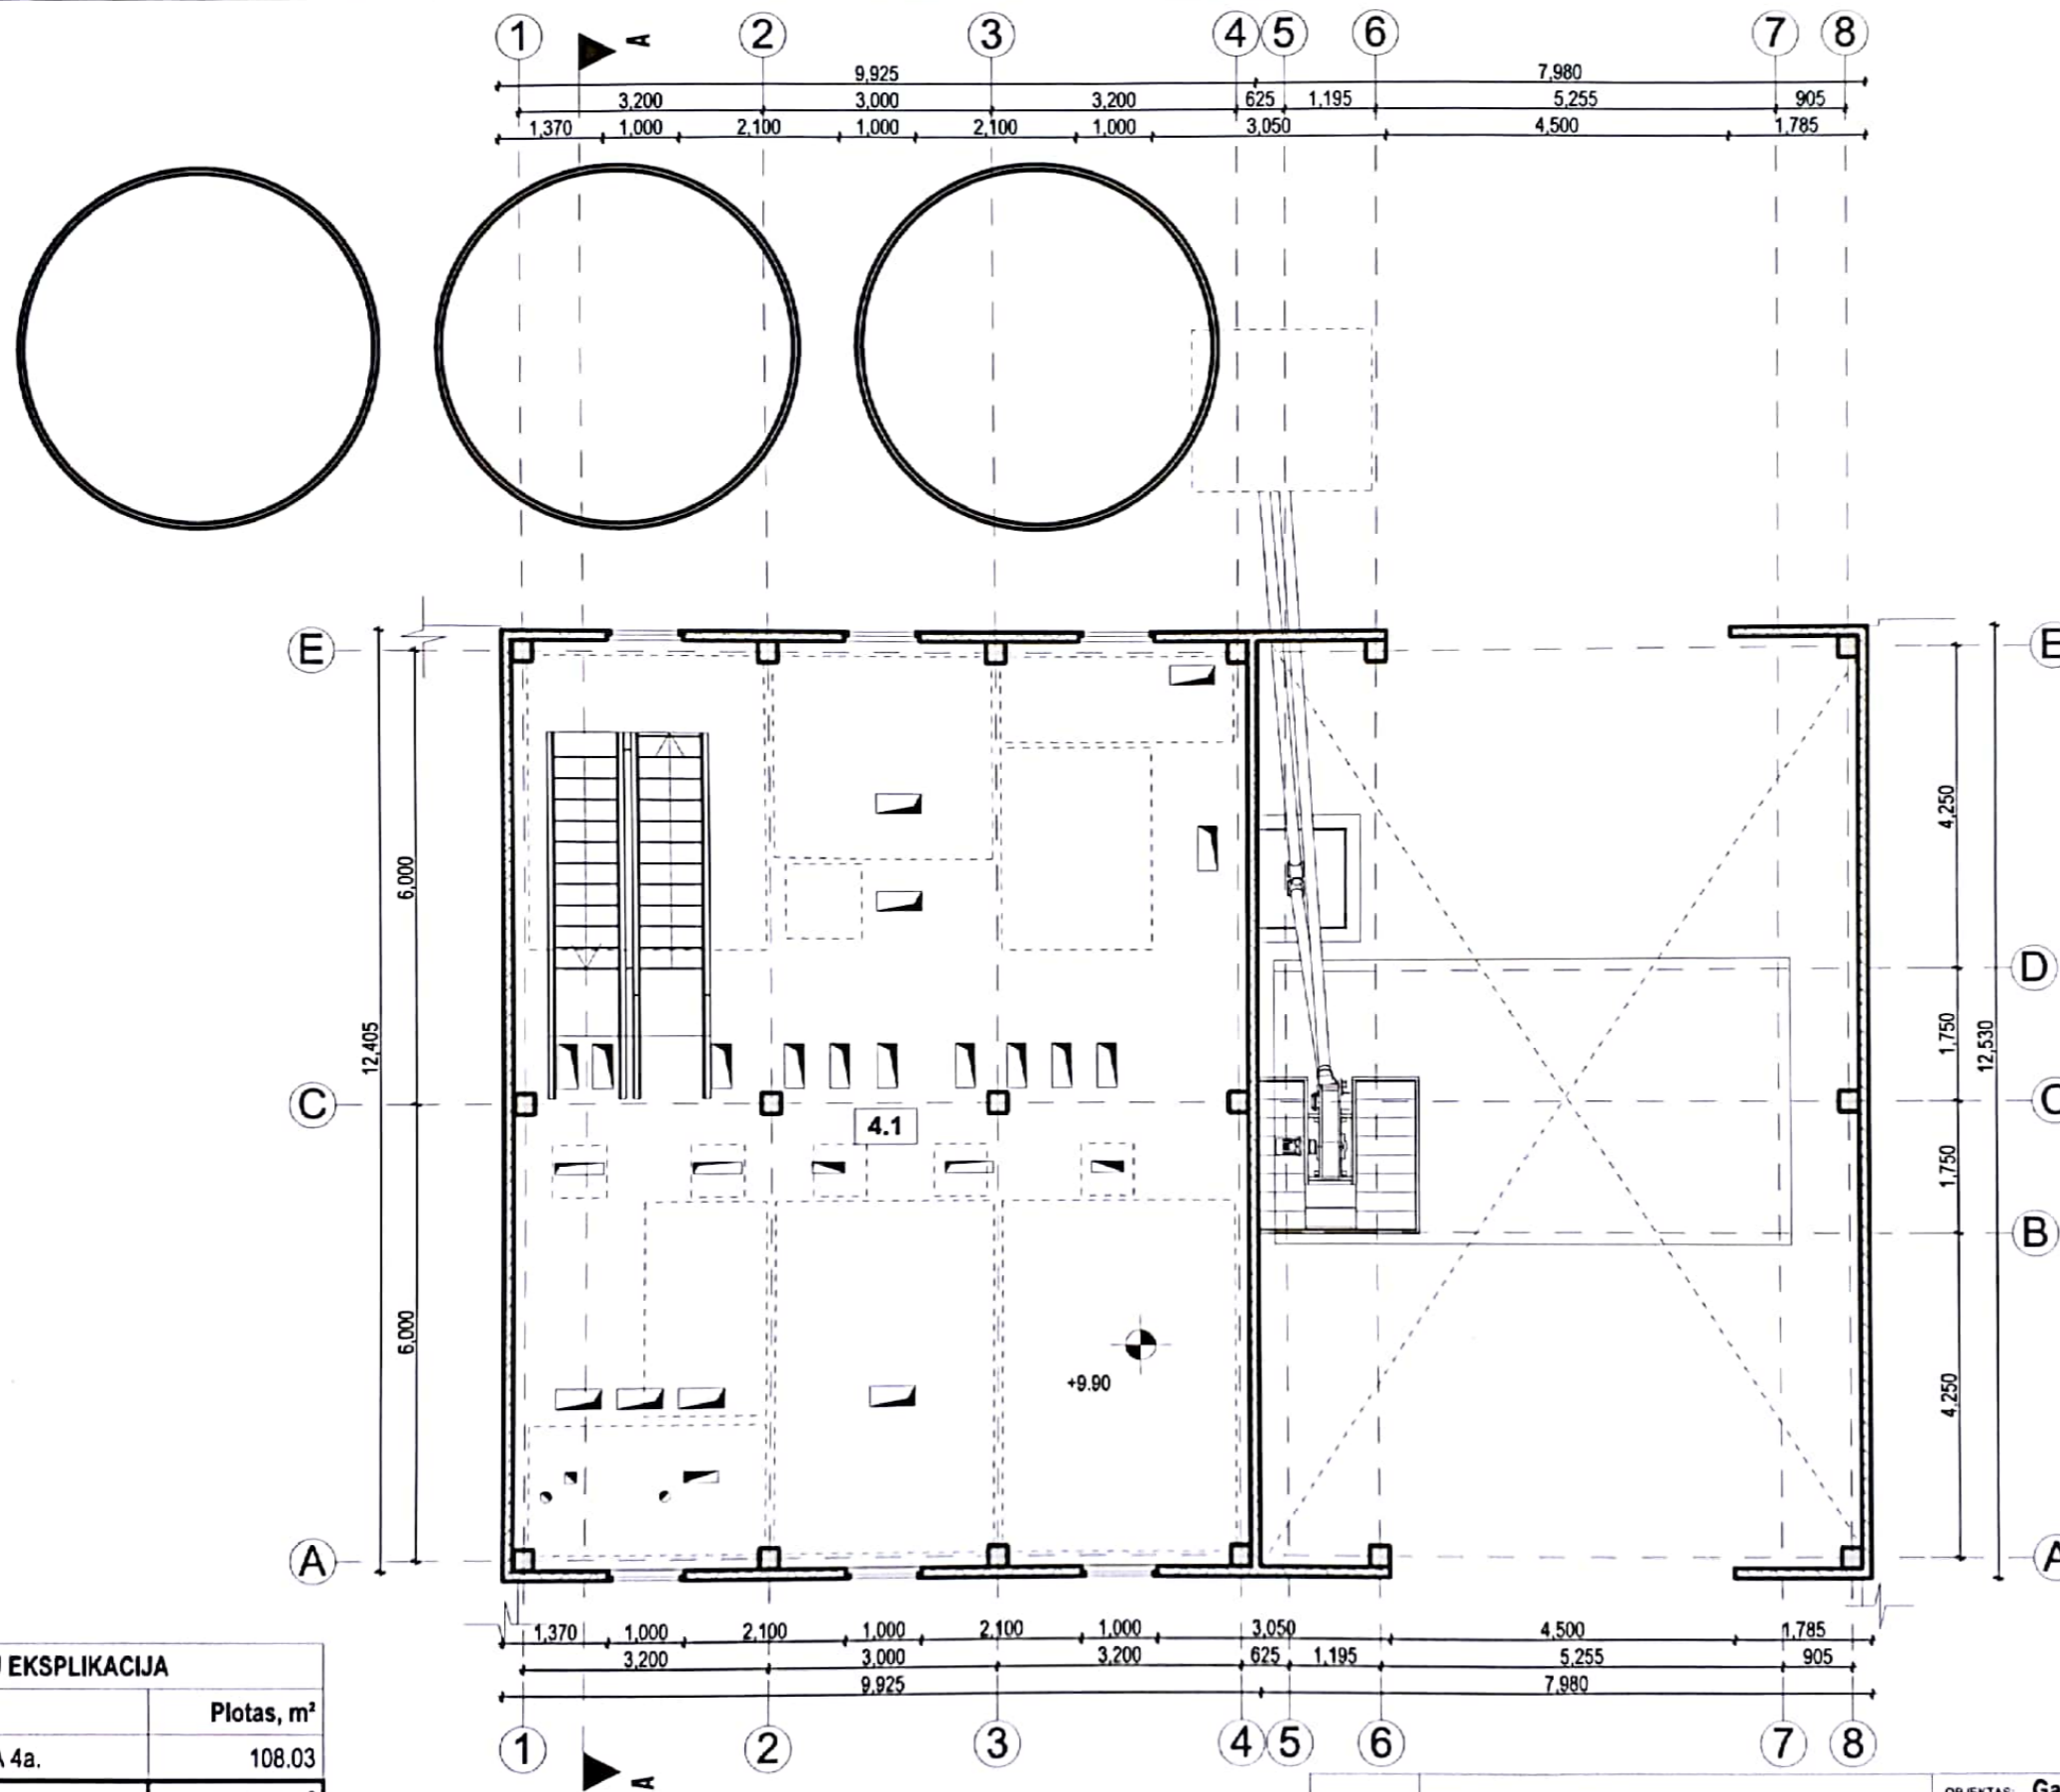 1 A 2 3 4 5 6 7 8
9,925 7,980
3,200 3,000 3,200 625 1,195 5,255 905
1,370 1,000 2,100 1,000 2,100 1,000 3,050 4,500 1,785
E E
4,250
6,000
D
12,405 1,750 12,530
C C
4.1
1,750
B
6,000
+9.90
4,250
A A
1,370 1,000 2,100 1,000 2,100 1,000 3,050 4,500 1,785
3,200 3,000 3,200 625 1,195 5,255 905
9,925 7,980
1 2 3 4 5 6 7 8
A
EKSPLIKACIJA
Plotas, m²
4a. 108.03
OBJEKTAS: Ga